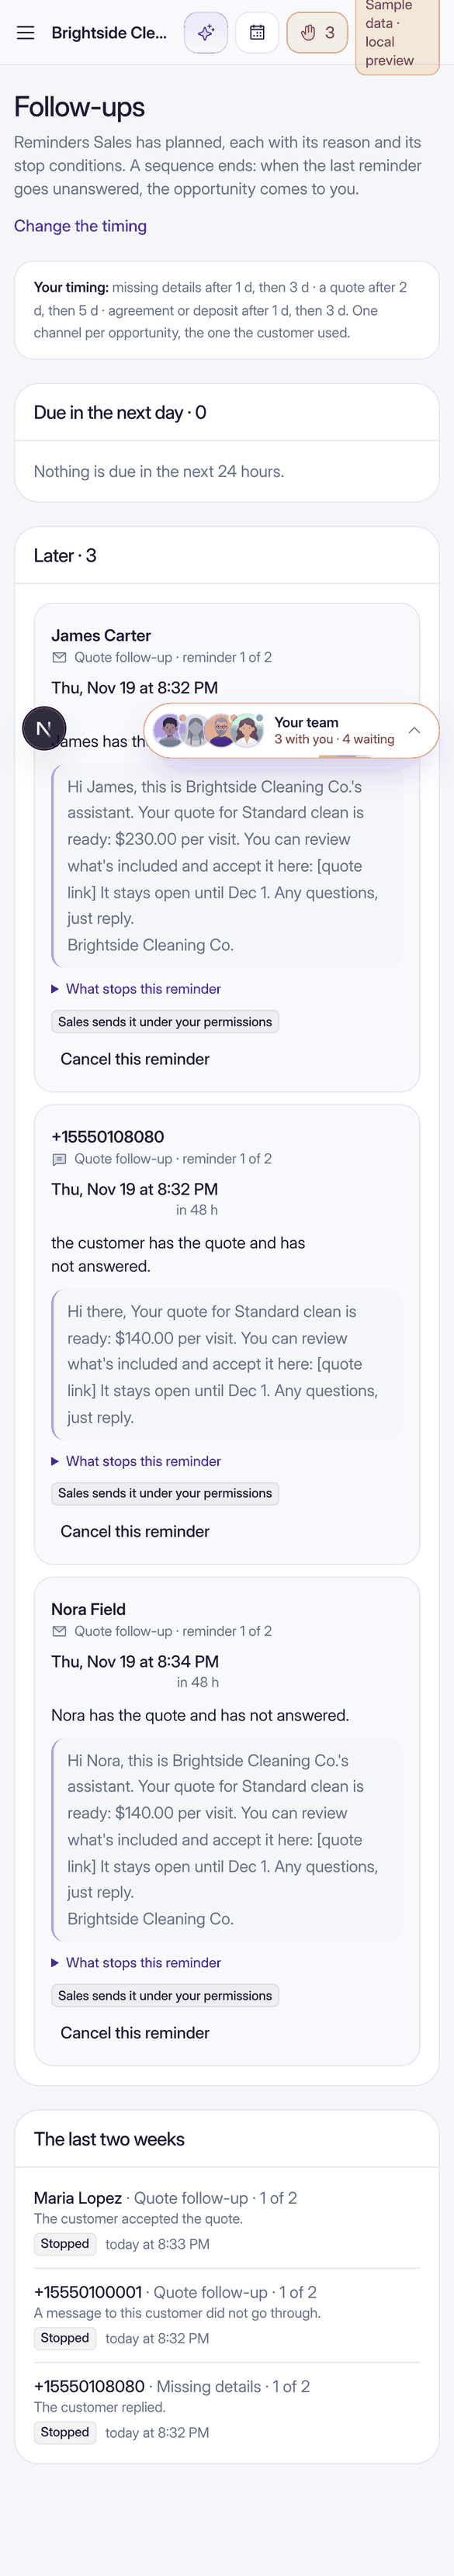 Brightside Cle...
3
Sample
data ·
local
preview
Follow-ups
Reminders Sales has planned, each with its reason and its
stop conditions. A sequence ends: when the last reminder
goes unanswered, the opportunity comes to you.
Change the timing
Your timing: missing details after 1 d, then 3 d · a quote after 2
d, then 5 d · agreement or deposit after 1 d, then 3 d. One
channel per opportunity, the one the customer used.
Due in the next day · 0
Nothing is due in the next 24 hours.
Later · 3
James Carter
Quote follow-up · reminder 1 of 2
Thu, Nov 19 at 8:32 PM
N
James has th
Your team
3 with you · 4 waiting
Hi James, this is Brightside Cleaning Co.'s
assistant. Your quote for Standard clean is
ready: $230.00 per visit. You can review
what's included and accept it here: [quote
link] It stays open until Dec 1. Any questions,
just reply.
Brightside Cleaning Co.
What stops this reminder
Sales sends it under your permissions
Cancel this reminder
+15550108080
Quote follow-up · reminder 1 of 2
Thu, Nov 19 at 8:32 PM
in 48 h
the customer has the quote and has
not answered.
Hi there, Your quote for Standard clean is
ready: $140.00 per visit. You can review
what's included and accept it here: [quote
link] It stays open until Dec 1. Any questions,
just reply.
What stops this reminder
Sales sends it under your permissions
Cancel this reminder
Nora Field
Quote follow-up · reminder 1 of 2
Thu, Nov 19 at 8:34 PM
in 48 h
Nora has the quote and has not answered.
Hi Nora, this is Brightside Cleaning Co.'s
assistant. Your quote for Standard clean is
ready: $140.00 per visit. You can review
what's included and accept it here: [quote
link] It stays open until Dec 1. Any questions,
just reply.
Brightside Cleaning Co.
What stops this reminder
Sales sends it under your permissions
Cancel this reminder
The last two weeks
Maria Lopez · Quote follow-up · 1 of 2
The customer accepted the quote.
Stopped today at 8:33 PM
+15550100001 · Quote follow-up · 1 of 2
A message to this customer did not go through.
Stopped today at 8:32 PM
+15550108080 · Missing details · 1 of 2
The customer replied.
Stopped today at 8:32 PM